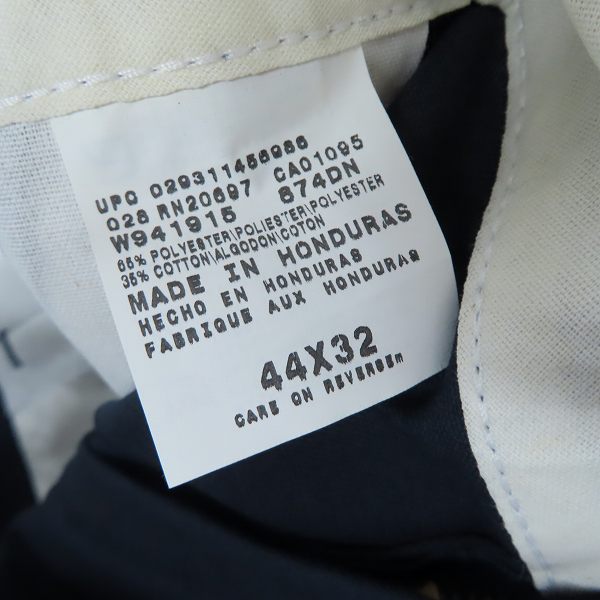 UPC 029311456986
028 RN20697 CA01095
W941915 874DN
65% POLYESTER\POLIESTER\POLYESTER
35% COTTON\ALGODON\COTON
MADE IN HONDURAS
HECHO EN HONDURAS
FABRIQUE AUX HONDURAS
44X32
CARE ON REVERSE